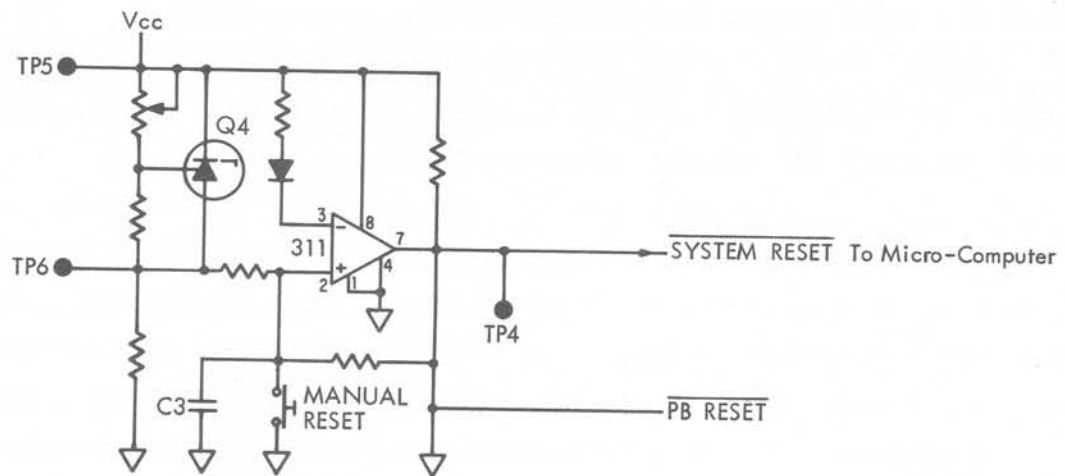 Vcc
TP5
Q4
3
8
311
7
4
2
1
TP6
SYSTEM RESET To Micro-Computer
TP4
C3
MANUAL
RESET
PB RESET